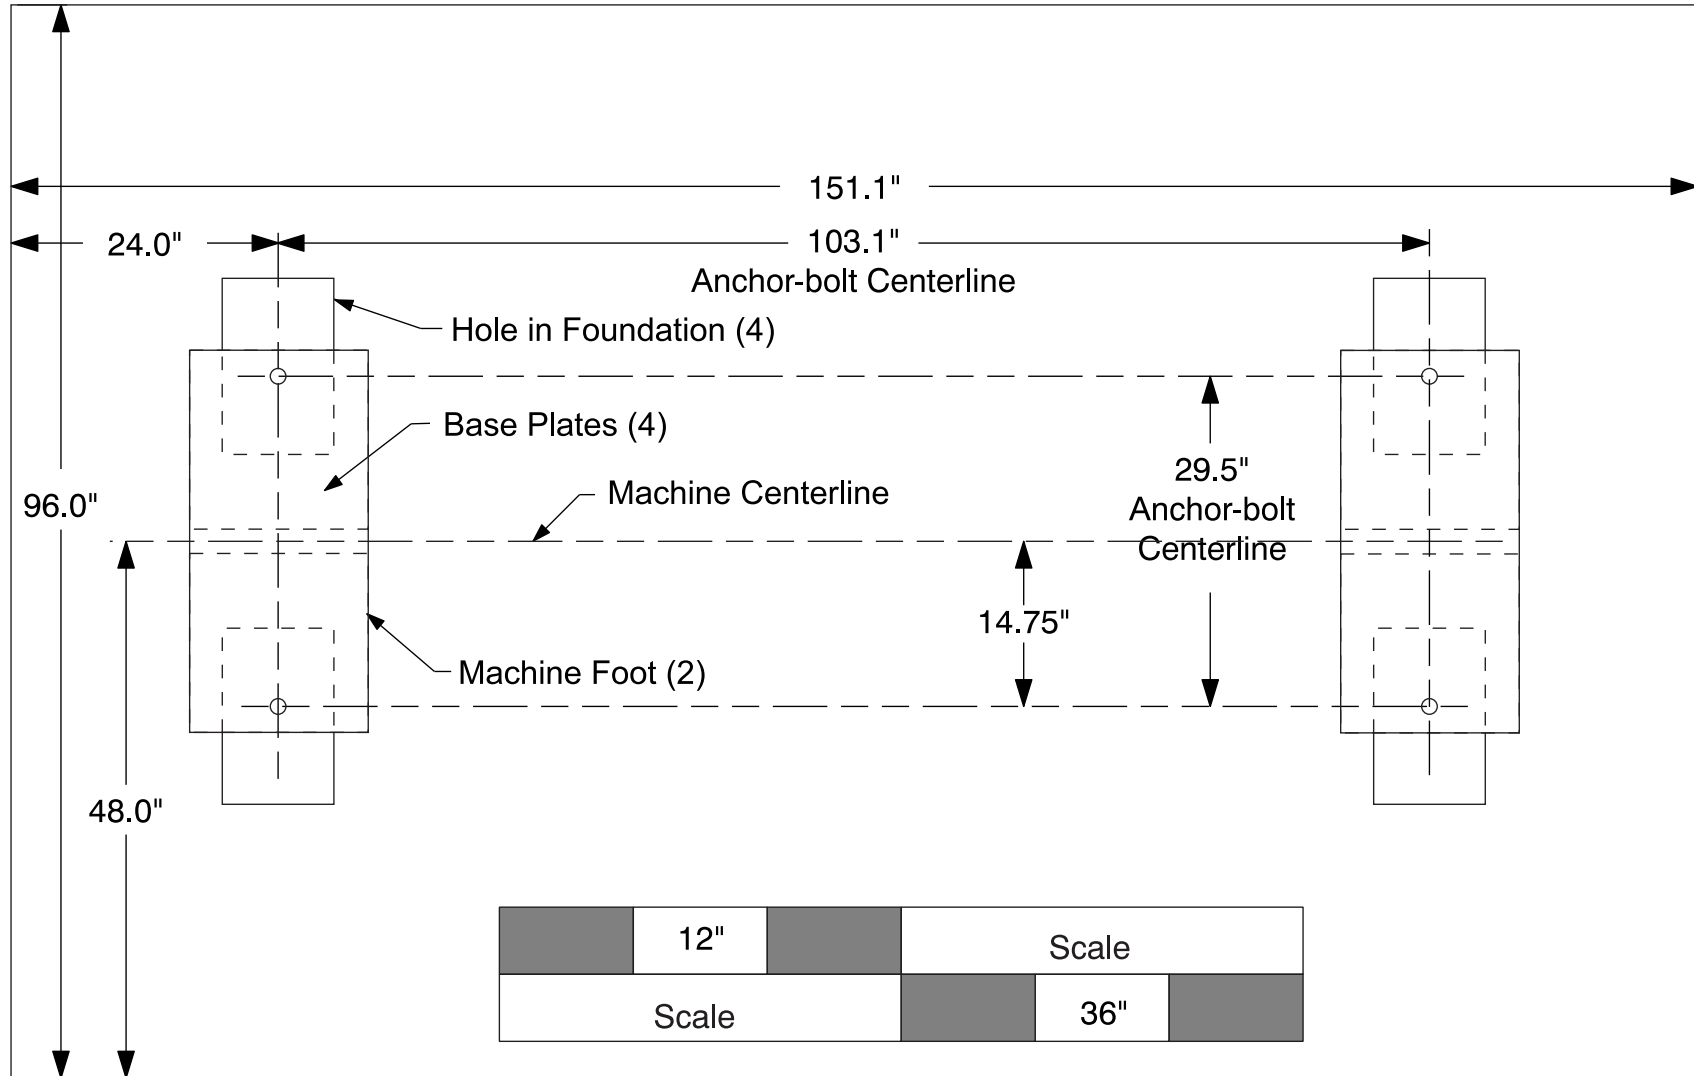 151.1"
24.0"
103.1"
Anchor-bolt Centerline
Hole in Foundation (4)
Base Plates (4)
29.5"
Anchor-bolt
Centerline
Machine Centerline
96.0"
14.75"
Machine Foot (2)
48.0"
12"
Scale
Scale
36"